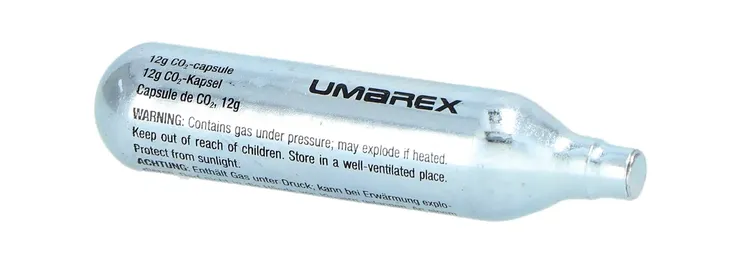 12g CO₂-capsule
12g CO₂-Kapsel
Capsule de CO₂, 12g
UMAREX
WARNING: Contains gas under pressure; may explode if heated.
Keep out of reach of children. Store in a well-ventilated place.
Protect from sunlight.
ACHTUNG: Enthält Gas unter Druck; kann bei Erwärmung explo-